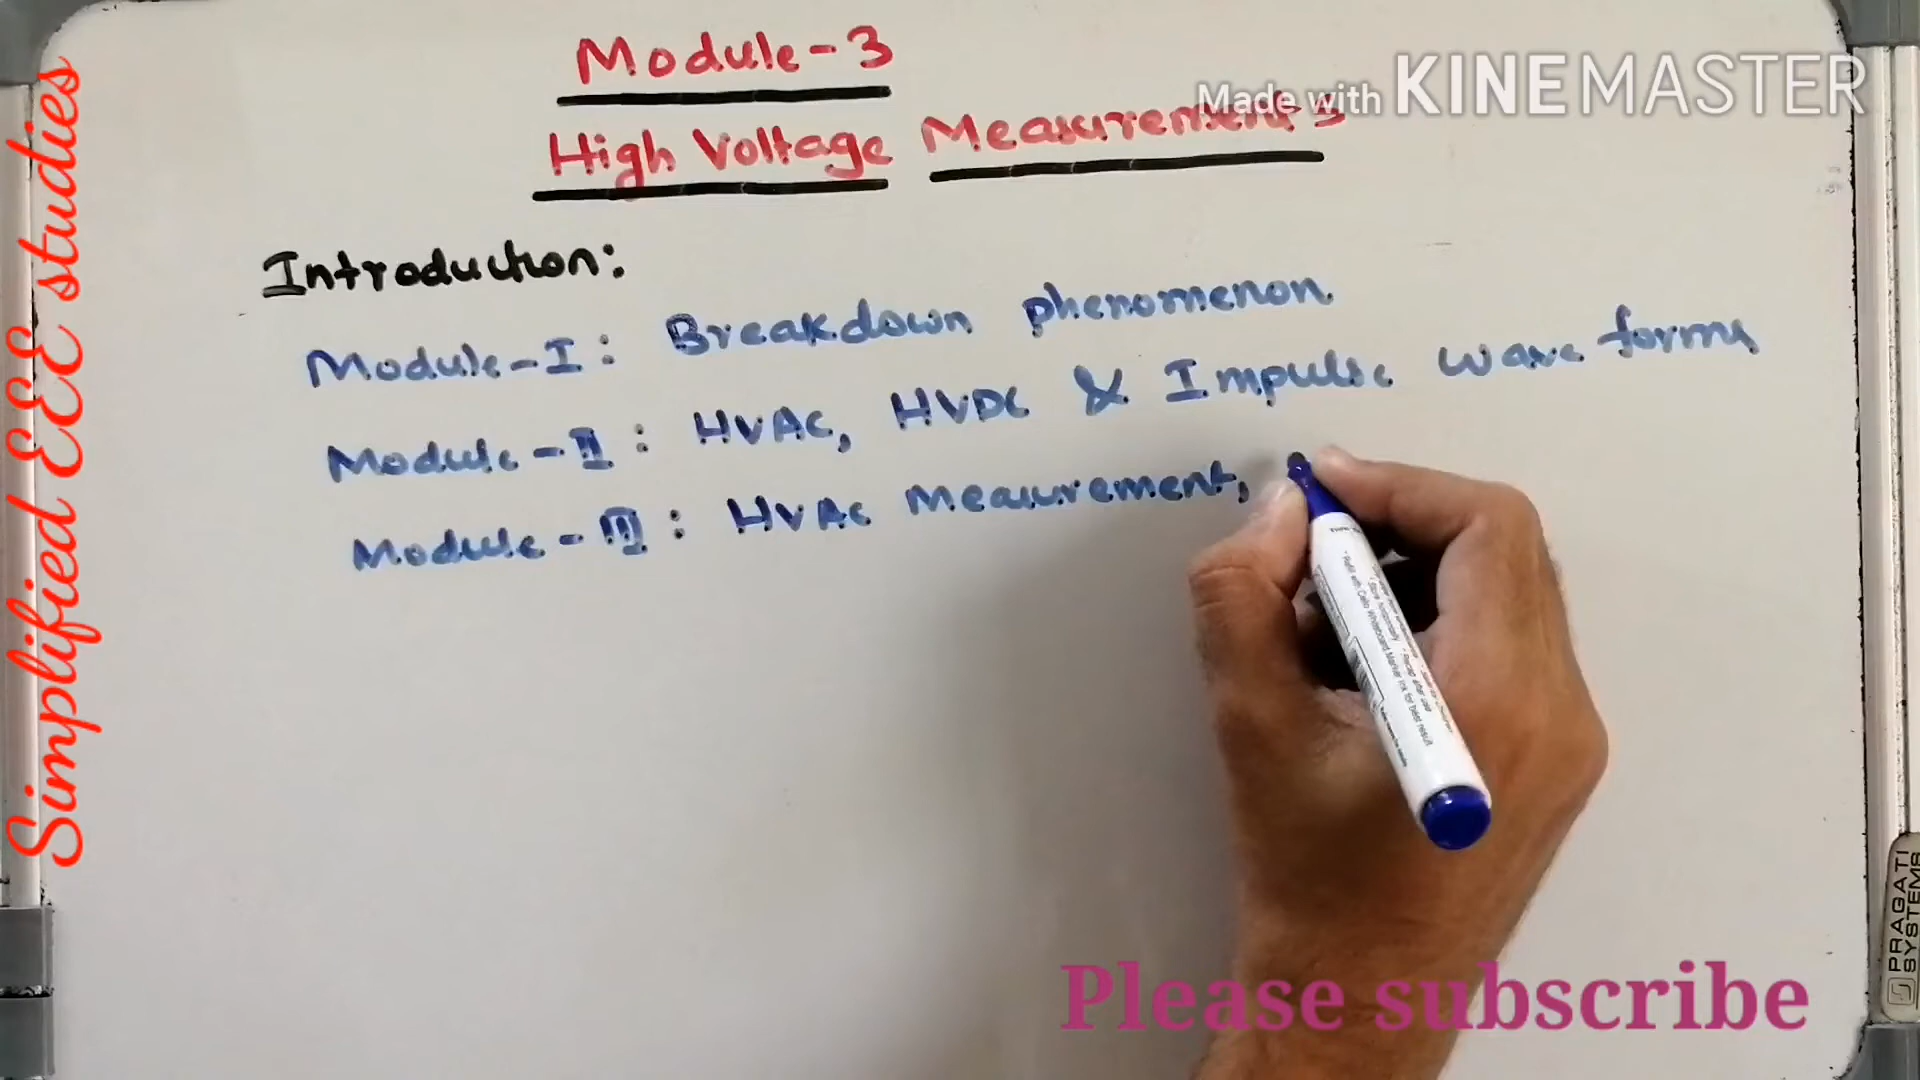 Module-3
Made with KINEMASTER
High Voltage Measurements
Introduction:
Module-I: Breakdown phenomenon
Module-II: HVAC, HVDC & Impulse wave forms
Module-III: HVAC Measurement,
Simplified EEE studies
PRAGATI
SYSTEMS
Please subscribe